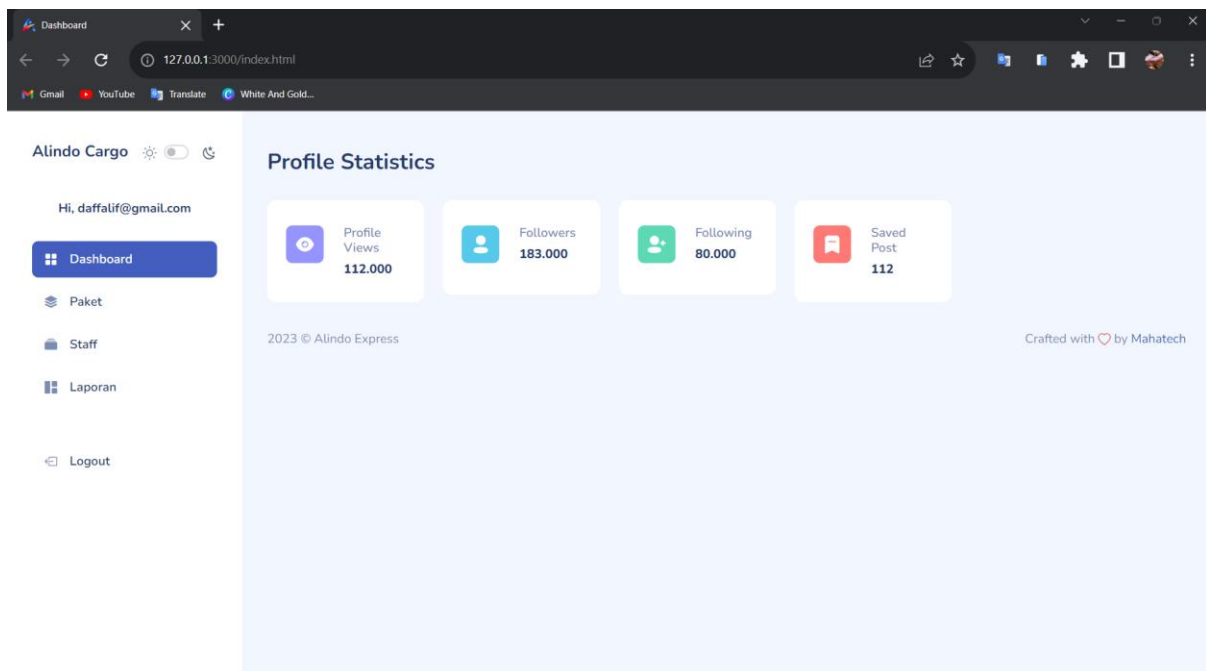 Dashboard
127.0.0.1:3000/index.html
Gmail YouTube Translate White And Gold...
Alindo Cargo
Hi, daffalif@gmail.com
Dashboard
Paket
Staff
Laporan
Logout
Profile Statistics
Profile
Views
112.000
Followers
183.000
Following
80.000
Saved
Post
112
2023 © Alindo Express
Crafted with ♡ by Mahatech